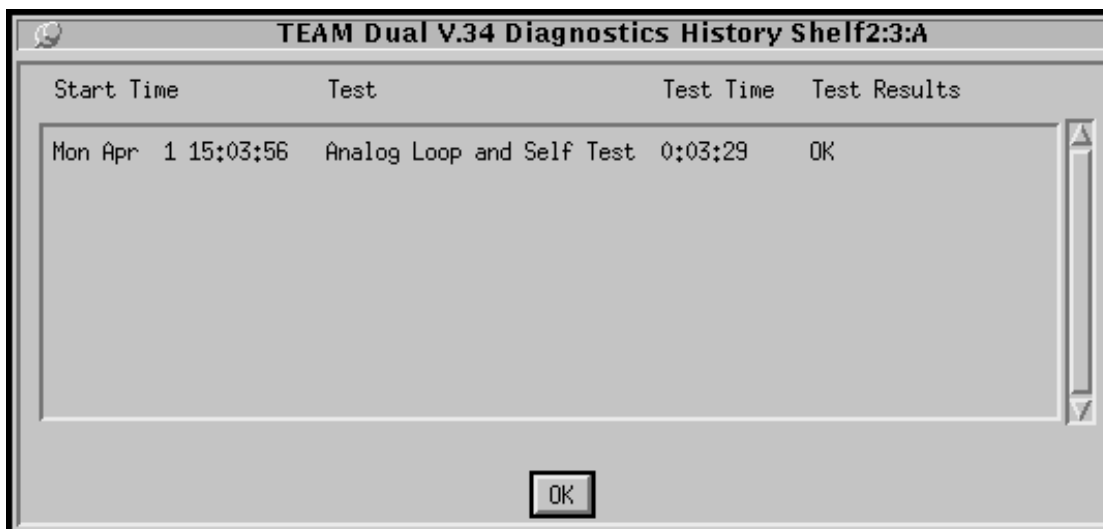 TEAM Dual V.34 Diagnostics History Shelf2:3:A
Start Time Test Test Time Test Results
Mon Apr 1 15:03:56 Analog Loop and Self Test 0:03:29 OK
OK